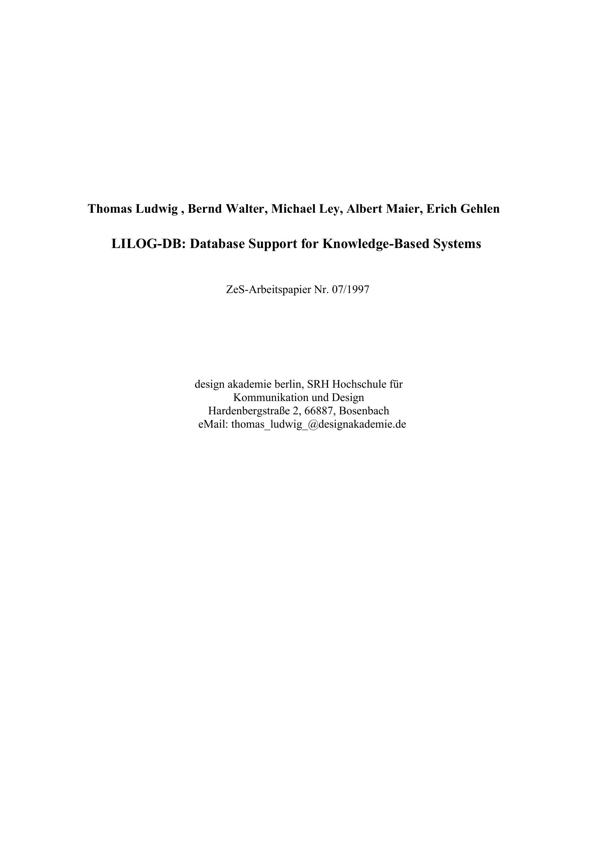 Thomas Ludwig , Bernd Walter, Michael Ley, Albert Maier, Erich Gehlen
LILOG-DB: Database Support for Knowledge-Based Systems
ZeS-Arbeitspapier Nr. 07/1997
design akademie berlin, SRH Hochschule für
Kommunikation und Design
Hardenbergstraße 2, 66887, Bosenbach
eMail: thomas_ludwig_@designakademie.de